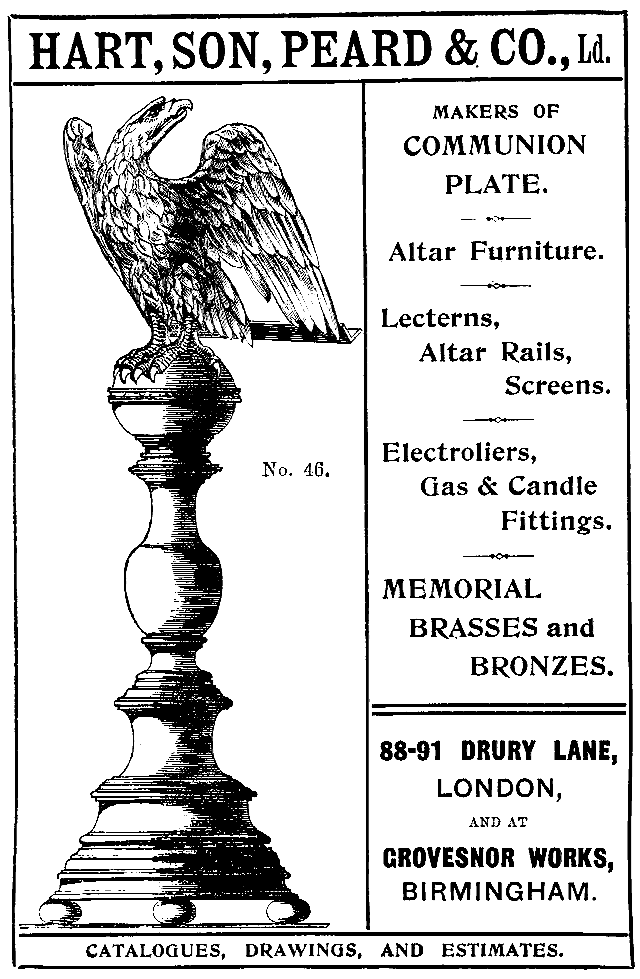 HART, SON, PEARD & CO., Ld.
No. 46.
MAKERS OF
COMMUNION
PLATE.
Altar Furniture.
Lecterns,
Altar Rails,
Screens.
Electroliers,
Gas & Candle
Fittings.
MEMORIAL
BRASSES and
BRONZES.
88-91 DRURY LANE,
LONDON,
AND AT
GROVESNOR WORKS,
BIRMINGHAM.
CATALOGUES, DRAWINGS, AND ESTIMATES.